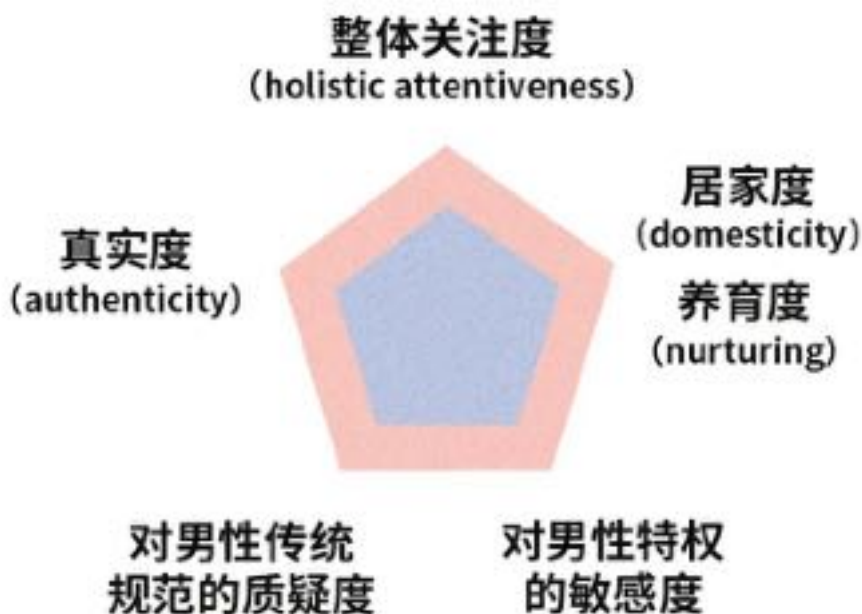 整体关注度
（holistic attentiveness）
居家度
（domesticity）
真实度
（authenticity）
养育度
（nurturing）
对男性传统
规范的质疑度
对男性特权
的敏感度